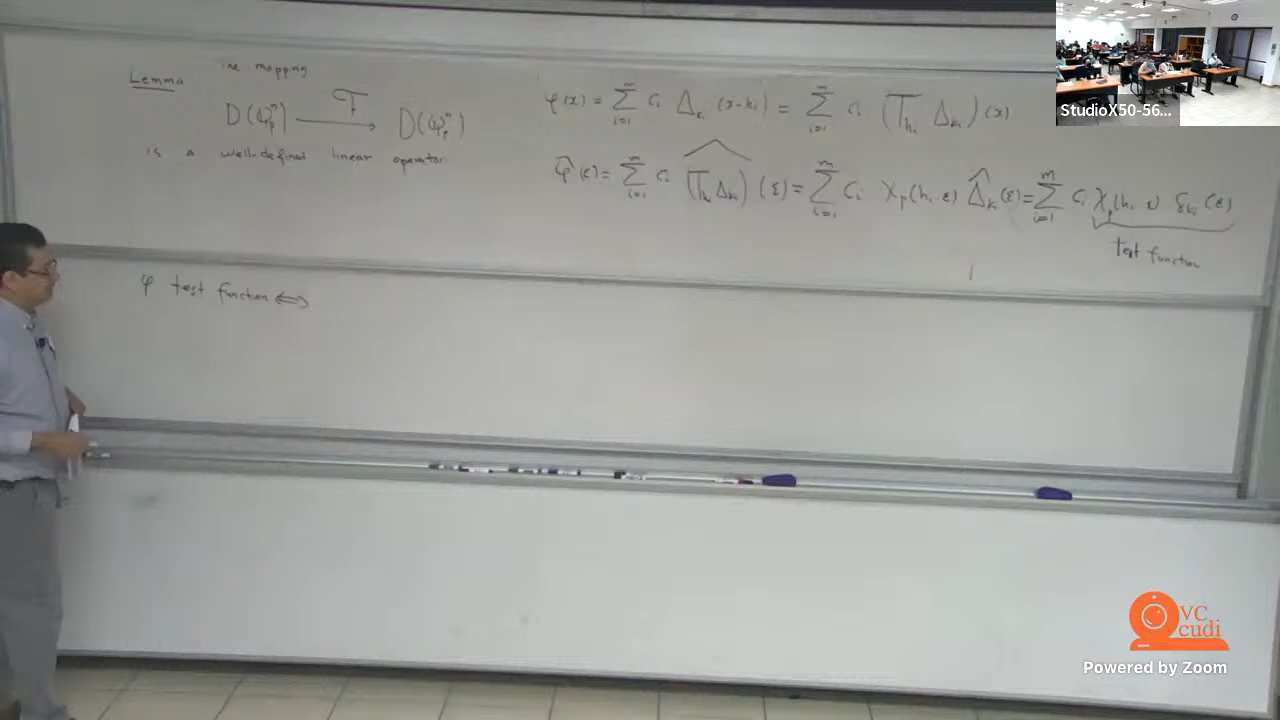 Lemma the mapping
D(Q_p^n) —F→ D(Q_p^n)
is a well-defined linear operator
φ(x) = Σ_{i=1}^m c_i Δ_{k_i} (x-h_i) = Σ_{i=1}^m c_i (T_{h_i} Δ_{k_i})(x)
φ̂(ξ) = Σ_{i=1}^m c_i (T_{h_i} Δ_{k_i})^ (ξ) = Σ_{i=1}^m c_i χ_p(h_i·ξ) Δ̂_{k_i}(ξ) = Σ_{i=1}^m c_i χ_p(h_i·ξ) δ_{k_i}(ξ)
test function
φ test function ⟺
StudioX50-56...
VC
cudi
Powered by Zoom